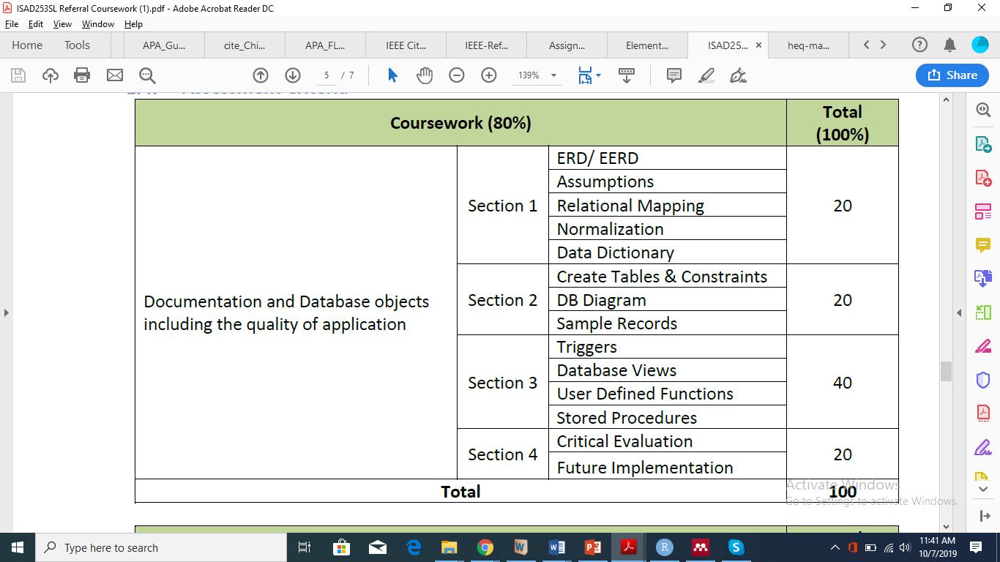 ISAD253SL Referral Coursework (1).pdf - Adobe Acrobat Reader DC
File Edit View Window Help
Home Tools APA_Gu... cite_Chi... APA_FL... IEEE Cit... IEEE-Ref... Assign... Element... ISAD25... × heq-ma...
5 / 7 139% Share
Coursework (80%) Total
(100%)
Documentation and Database objects
including the quality of application
Section 1
ERD/ EERD
Assumptions
Relational Mapping
Normalization
Data Dictionary
20
Section 2
Create Tables & Constraints
DB Diagram
Sample Records
20
Section 3
Triggers
Database Views
User Defined Functions
Stored Procedures
40
Section 4
Critical Evaluation
Future Implementation
20
Total 100
Activate Windows
Go to Settings to activate Windows.
Type here to search
11:41 AM
10/7/2019